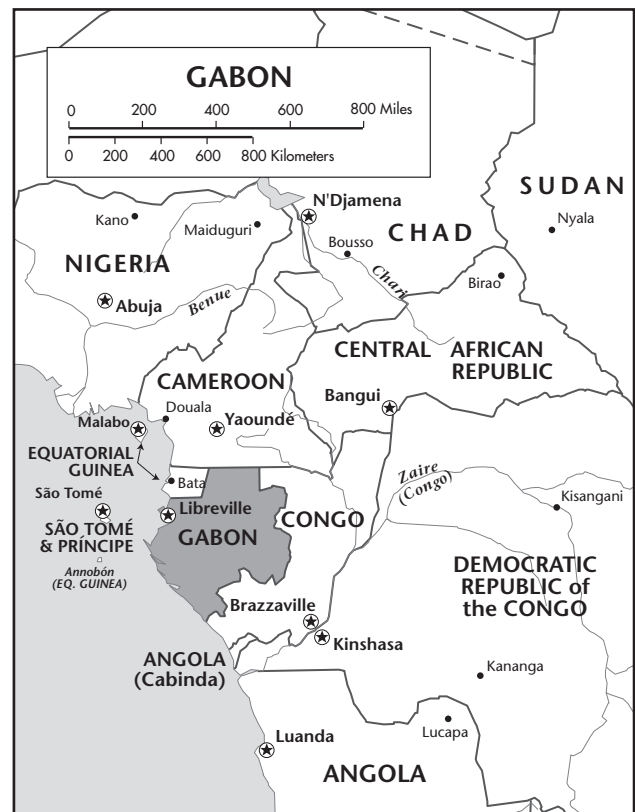 GABON
0 200 400 600 800 Miles
0 200 400 600 800 Kilometers
SUDAN
N'Djamena
Kano
Maiduguri
CHAD
Nyala
Bousso
NIGERIA
Chari
Birao
Abuja
Benue
CENTRAL AFRICAN
REPUBLIC
CAMEROON
Bangui
Douala
Malabo
Yaoundé
EQUATORIAL
GUINEA
Zaire
(Congo)
Bata
São Tomé
Kisangani
Libreville
CONGO
SÃO TOMÉ
& PRÍNCIPE
GABON
Annobón
(EQ. GUINEA)
DEMOCRATIC
REPUBLIC of
the CONGO
Brazzaville
Kinshasa
ANGOLA
(Cabinda)
Kananga
Lucapa
Luanda
ANGOLA